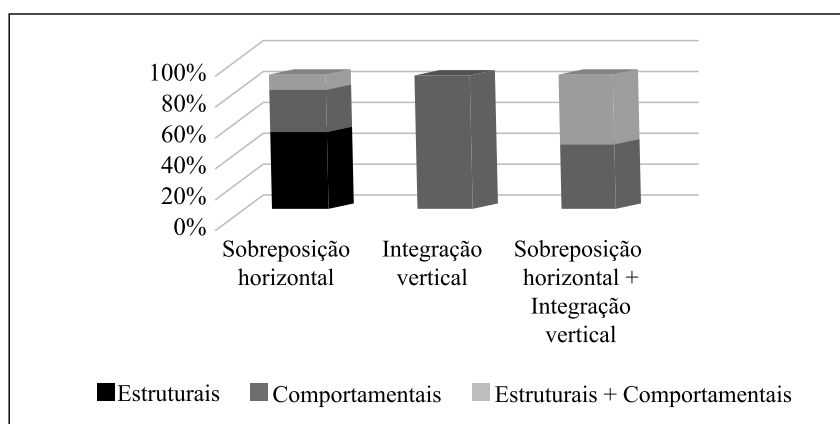 100%
80%
60%
40%
20%
0%
Sobreposição
horizontal
Integração
vertical
Sobreposição
horizontal +
Integração
vertical
Estruturais
Comportamentais
Estruturais + Comportamentais